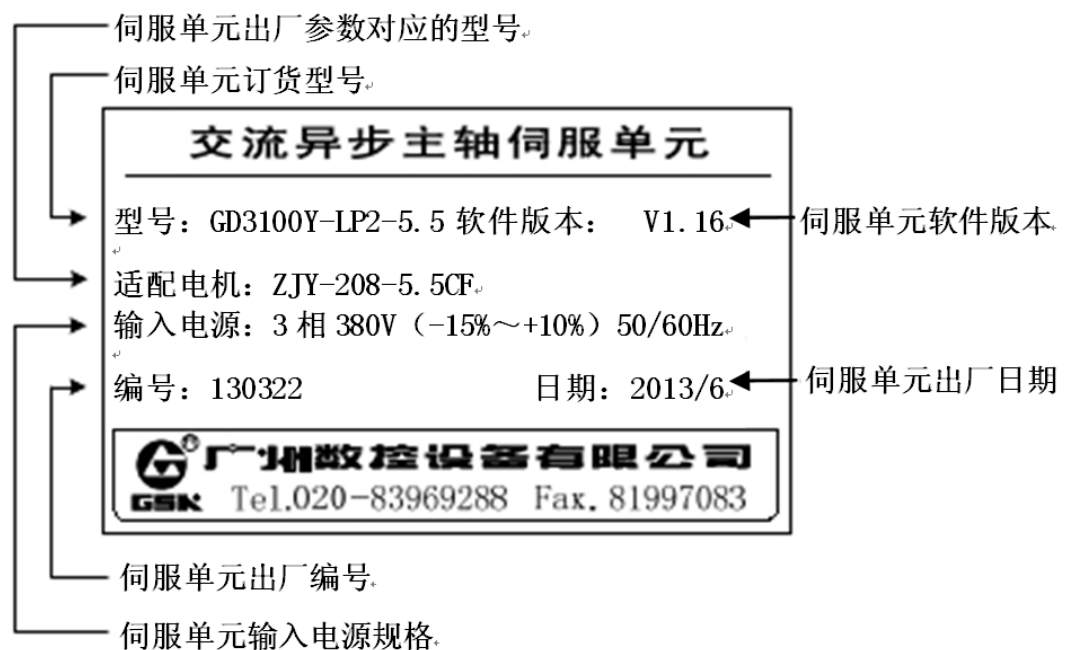 伺服单元出厂参数对应的型号
伺服单元订货型号
交流异步主轴伺服单元
型号：GD3100Y-LP2-5.5 软件版本： V1.16
伺服单元软件版本
适配电机：ZJY-208-5.5CF
输入电源：3 相 380V（-15%～+10%）50/60Hz
编号：130322 日期：2013/6
伺服单元出厂日期
广州数控设备有限公司
GSK Tel.020-83969288 Fax.81997083
伺服单元出厂编号
伺服单元输入电源规格